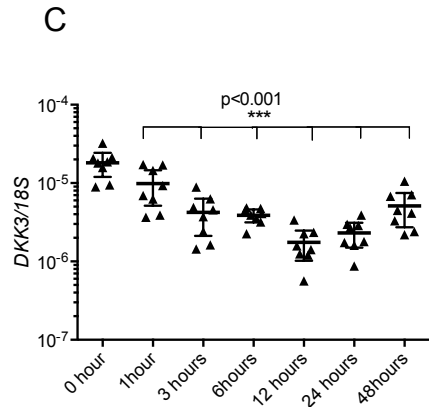 C
p<0.001
***
10⁻⁴
10⁻⁵
10⁻⁶
10⁻⁷
DKK3/18S
0 hour
1hour
3 hours
6hours
12 hours
24 hours
48hours